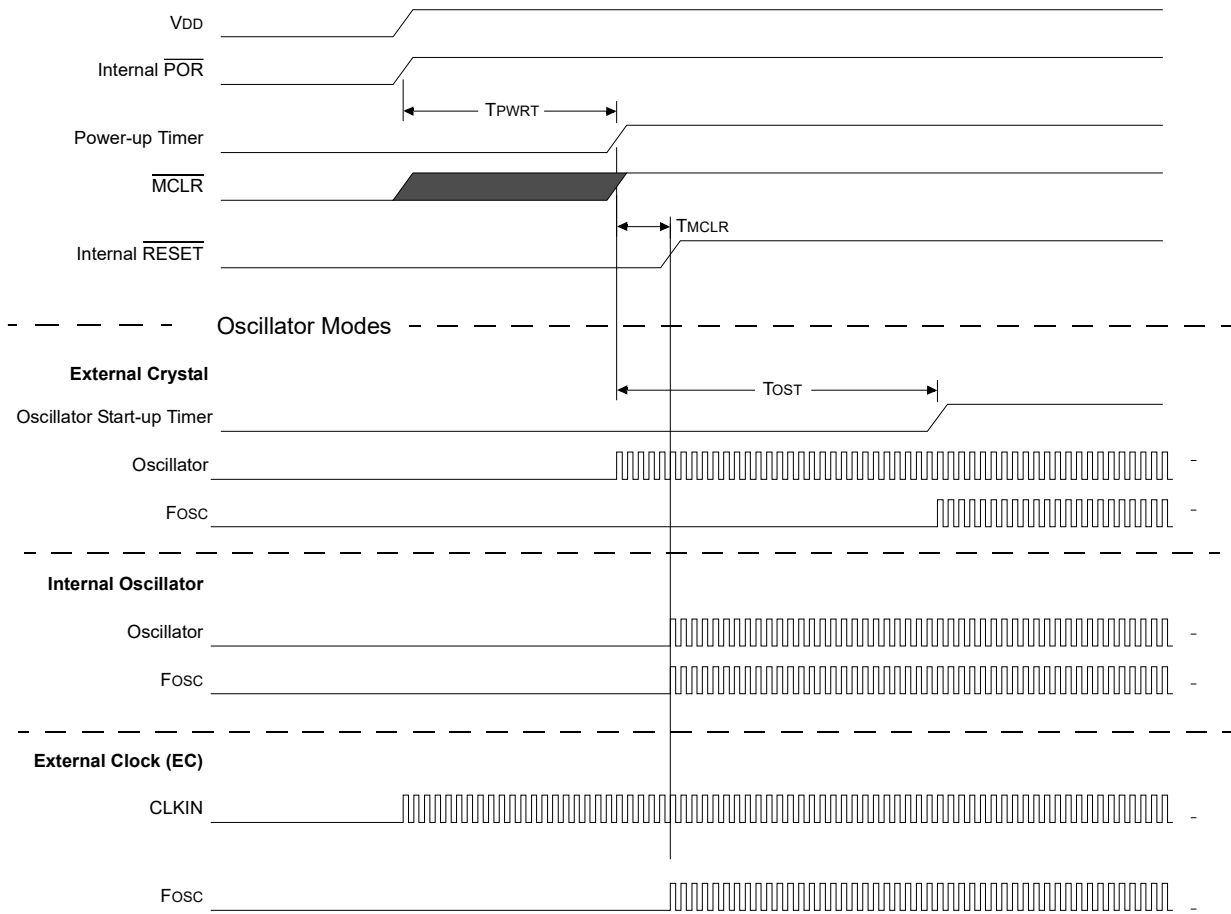 VDD
Internal POR
TPWRT
Power-up Timer
MCLR
TMCLR
Internal RESET
Oscillator Modes
External Crystal
TOST
Oscillator Start-up Timer
Oscillator
FOSC
Internal Oscillator
Oscillator
FOSC
External Clock (EC)
CLKIN
FOSC